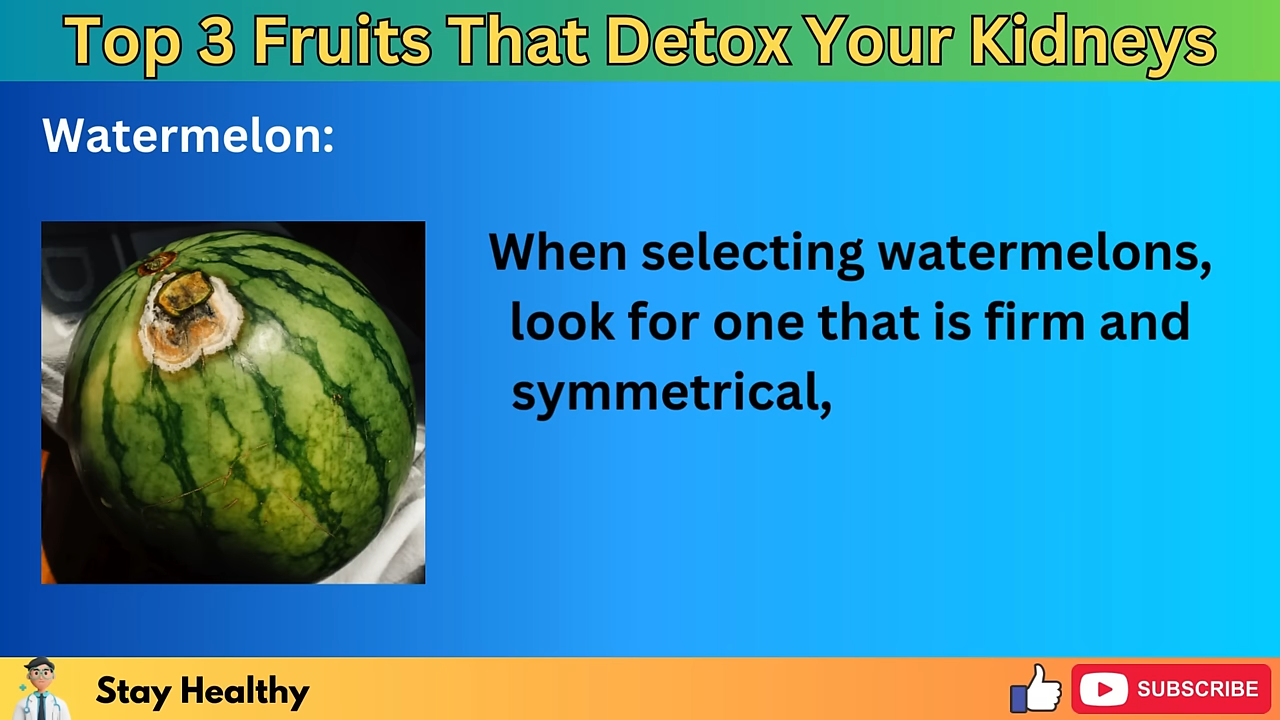 Top 3 Fruits That Detox Your Kidneys
Watermelon:
When selecting watermelons,
look for one that is firm and
symmetrical,
Stay Healthy
SUBSCRIBE